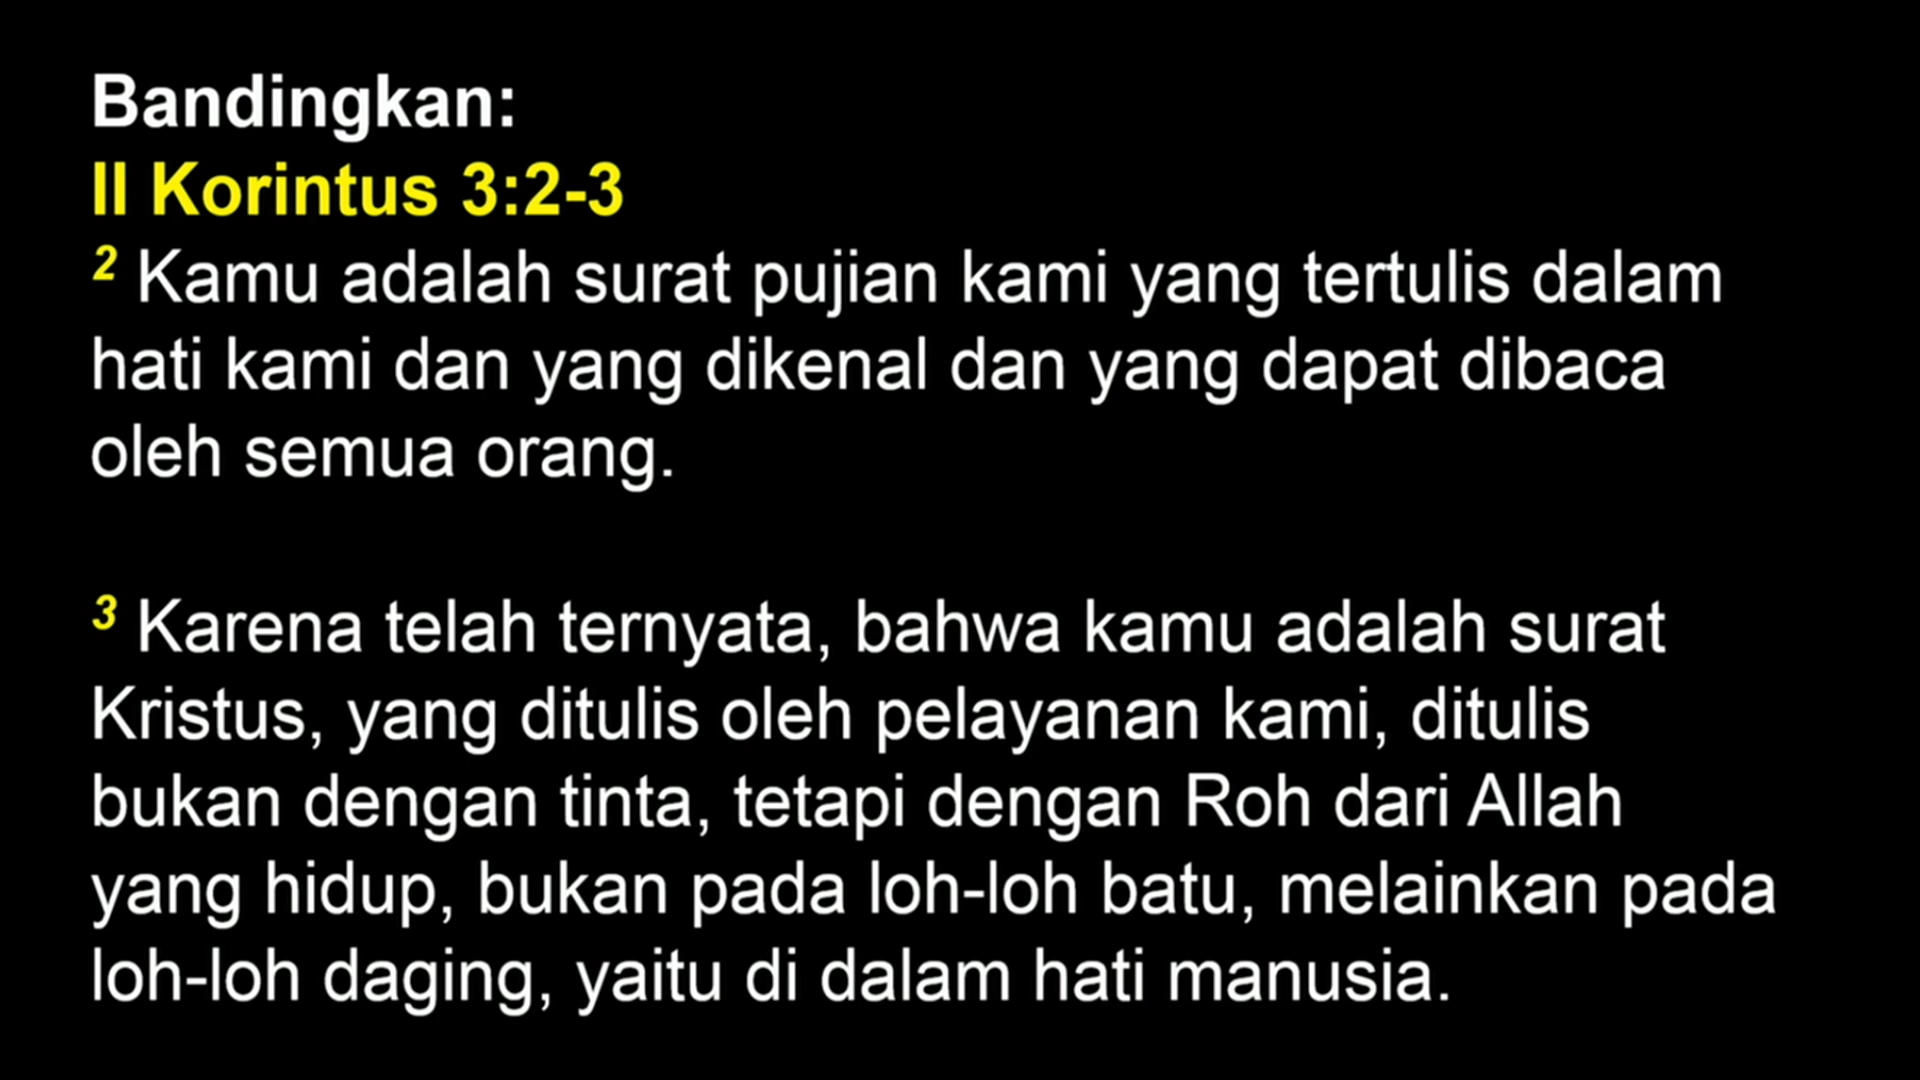 Bandingkan:
II Korintus 3:2-3
2 Kamu adalah surat pujian kami yang tertulis dalam
hati kami dan yang dikenal dan yang dapat dibaca
oleh semua orang.
3 Karena telah ternyata, bahwa kamu adalah surat
Kristus, yang ditulis oleh pelayanan kami, ditulis
bukan dengan tinta, tetapi dengan Roh dari Allah
yang hidup, bukan pada loh-loh batu, melainkan pada
loh-loh daging, yaitu di dalam hati manusia.